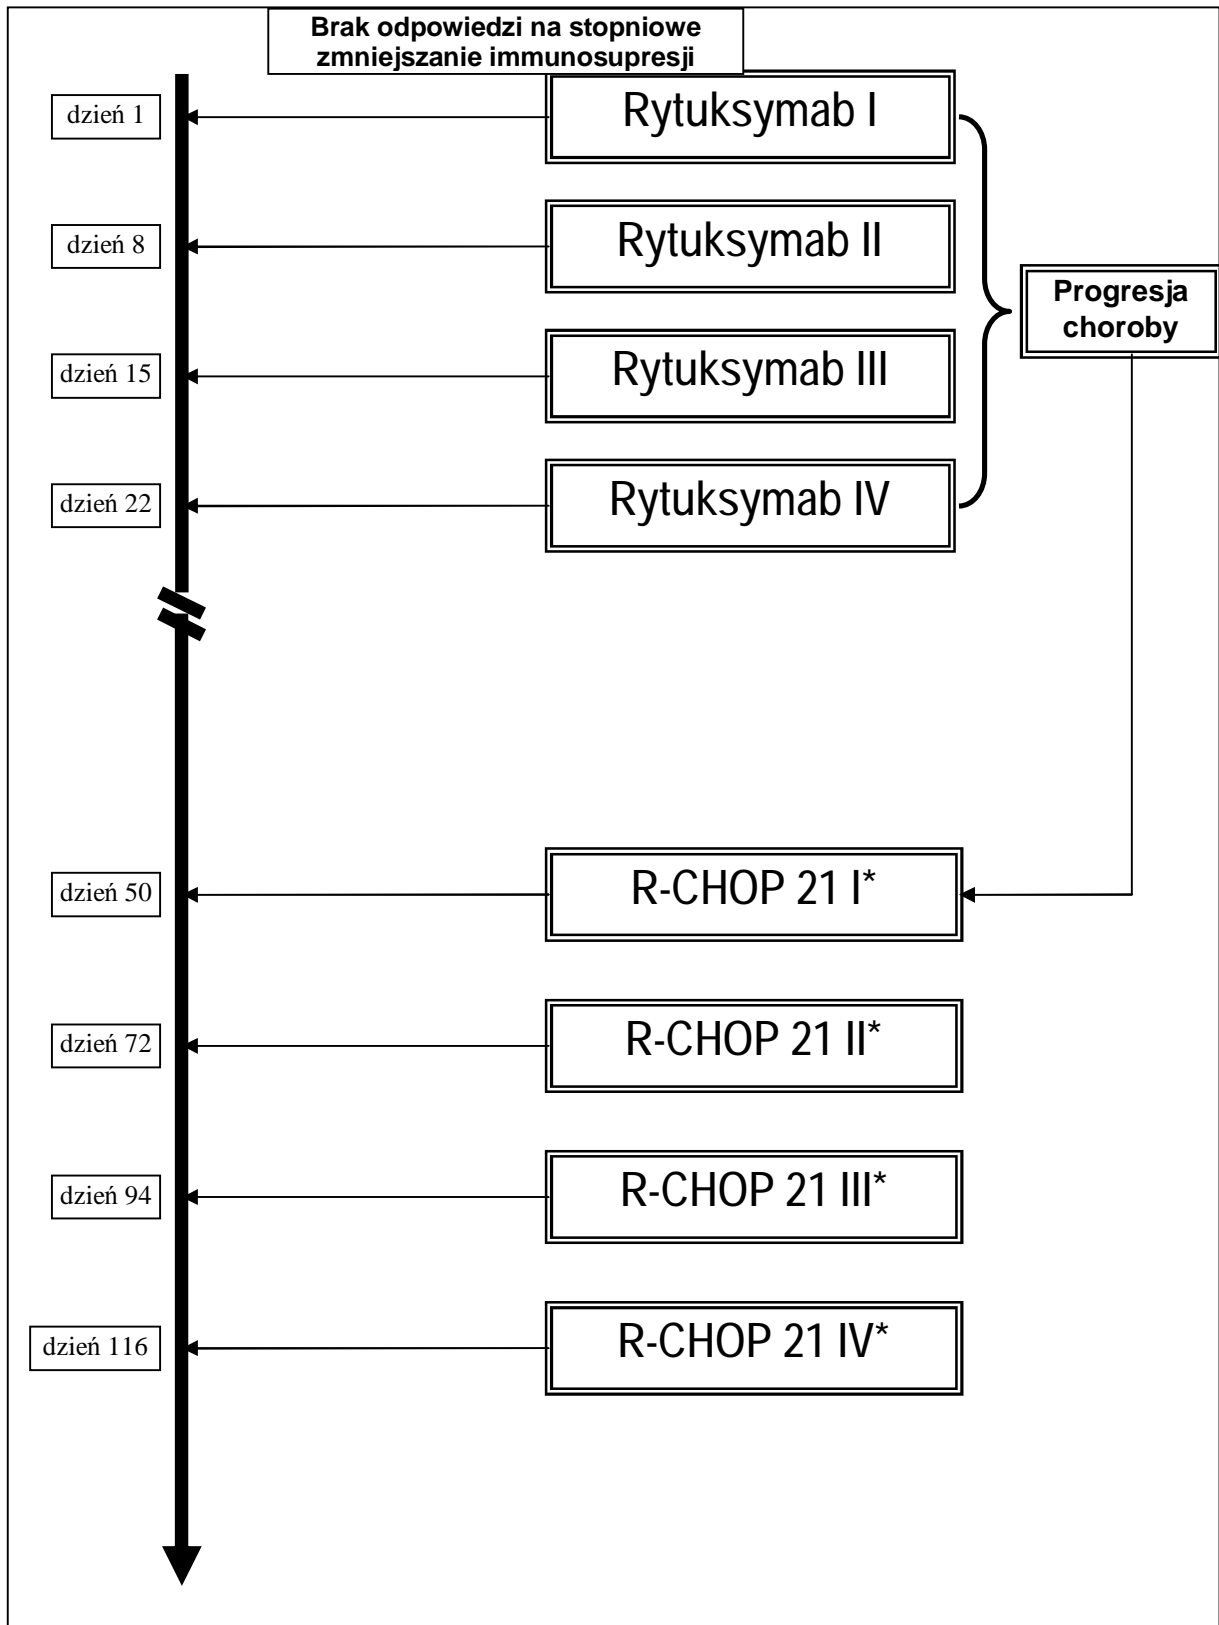 Brak odpowiedzi na stopniowe
zmniejszanie immunosupresji
dzień 1
Rytuksymab I
dzień 8
Rytuksymab II
Progresja
choroby
dzień 15
Rytuksymab III
dzień 22
Rytuksymab IV
dzień 50
R-CHOP 21 I*
dzień 72
R-CHOP 21 II*
dzień 94
R-CHOP 21 III*
dzień 116
R-CHOP 21 IV*